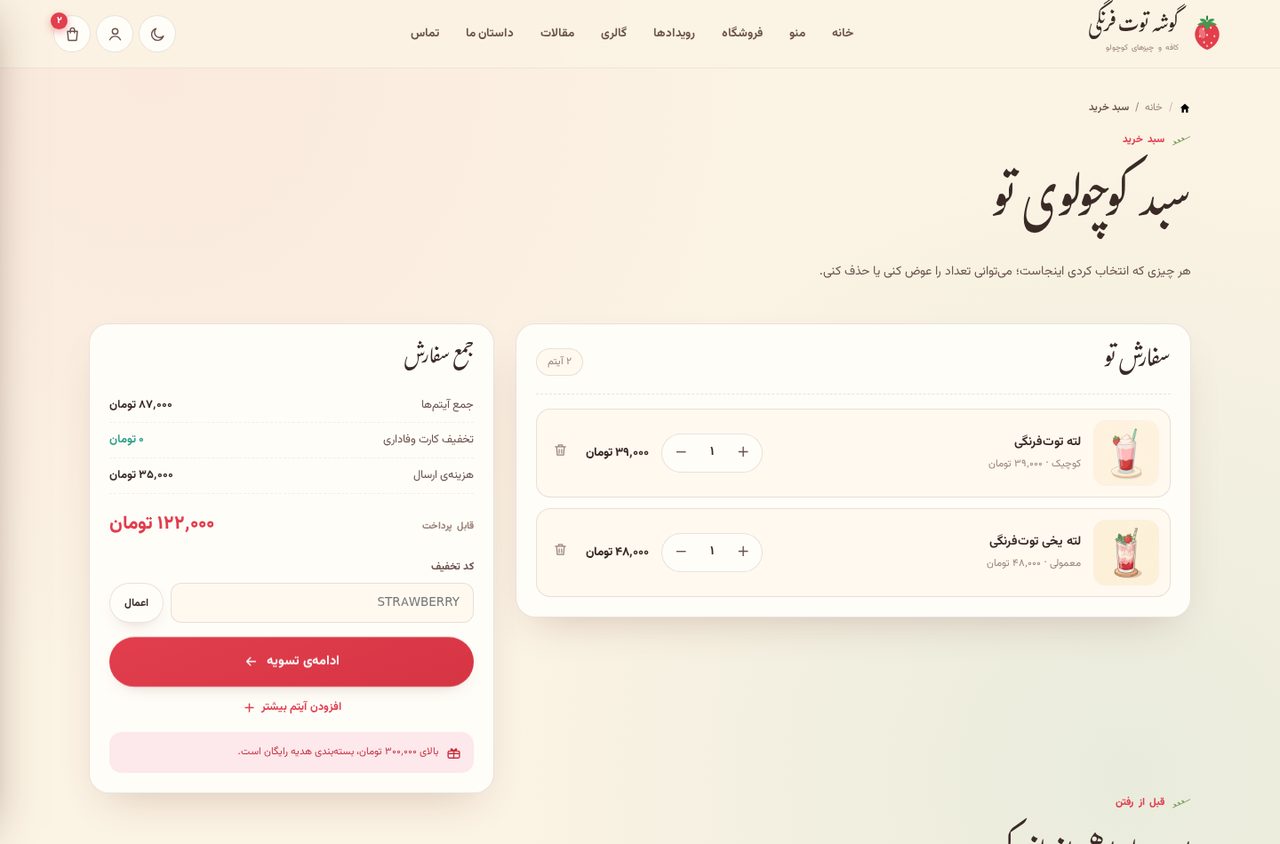 گوشه توت فرنگی
کافه و چیزهای کوچولو
خانه
منو
فروشگاه
رویدادها
گالری
مقالات
داستان ما
تماس
۲
/ خانه / سبد خرید
سبد خرید
سبد کوچولوی تو
هر چیزی که انتخاب کردی اینجاست؛ می‌توانی تعداد را عوض کنی یا حذف کنی.
سفارش تو
۲ آیتم
لته توت‌فرنگی
کوچیک · ۳۹,۰۰۰ تومان
+ ۱ −
۳۹,۰۰۰ تومان
لته یخی توت‌فرنگی
معمولی · ۴۸,۰۰۰ تومان
+ ۱ −
۴۸,۰۰۰ تومان
جمع سفارش
جمع آیتم‌ها ۸۷,۰۰۰ تومان
تخفیف کارت وفاداری ۰ تومان
هزینه‌ی ارسال ۳۵,۰۰۰ تومان
قابل پرداخت ۱۲۲,۰۰۰ تومان
کد تخفیف
STRAWBERRY
اعمال
ادامه‌ی تسویه ←
افزودن آیتم بیشتر +
بالای ۳۰۰,۰۰۰ تومان، بسته‌بندی هدیه رایگان است.
قبل از رفتن